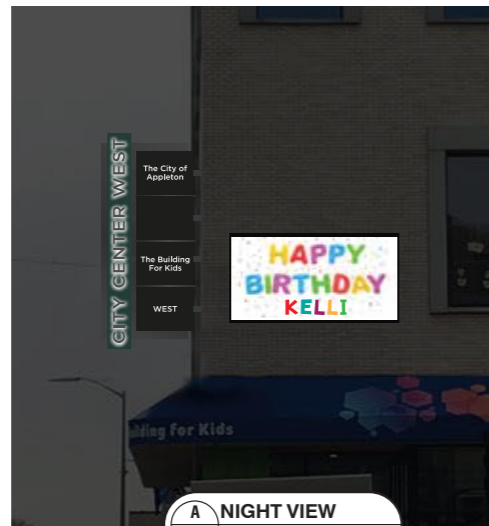 CITY CENTER WEST
The City of
Appleton
The Building
For Kids
WEST
HAPPY
BIRTHDAY
KELLI
For Kids
A NIGHT VIEW